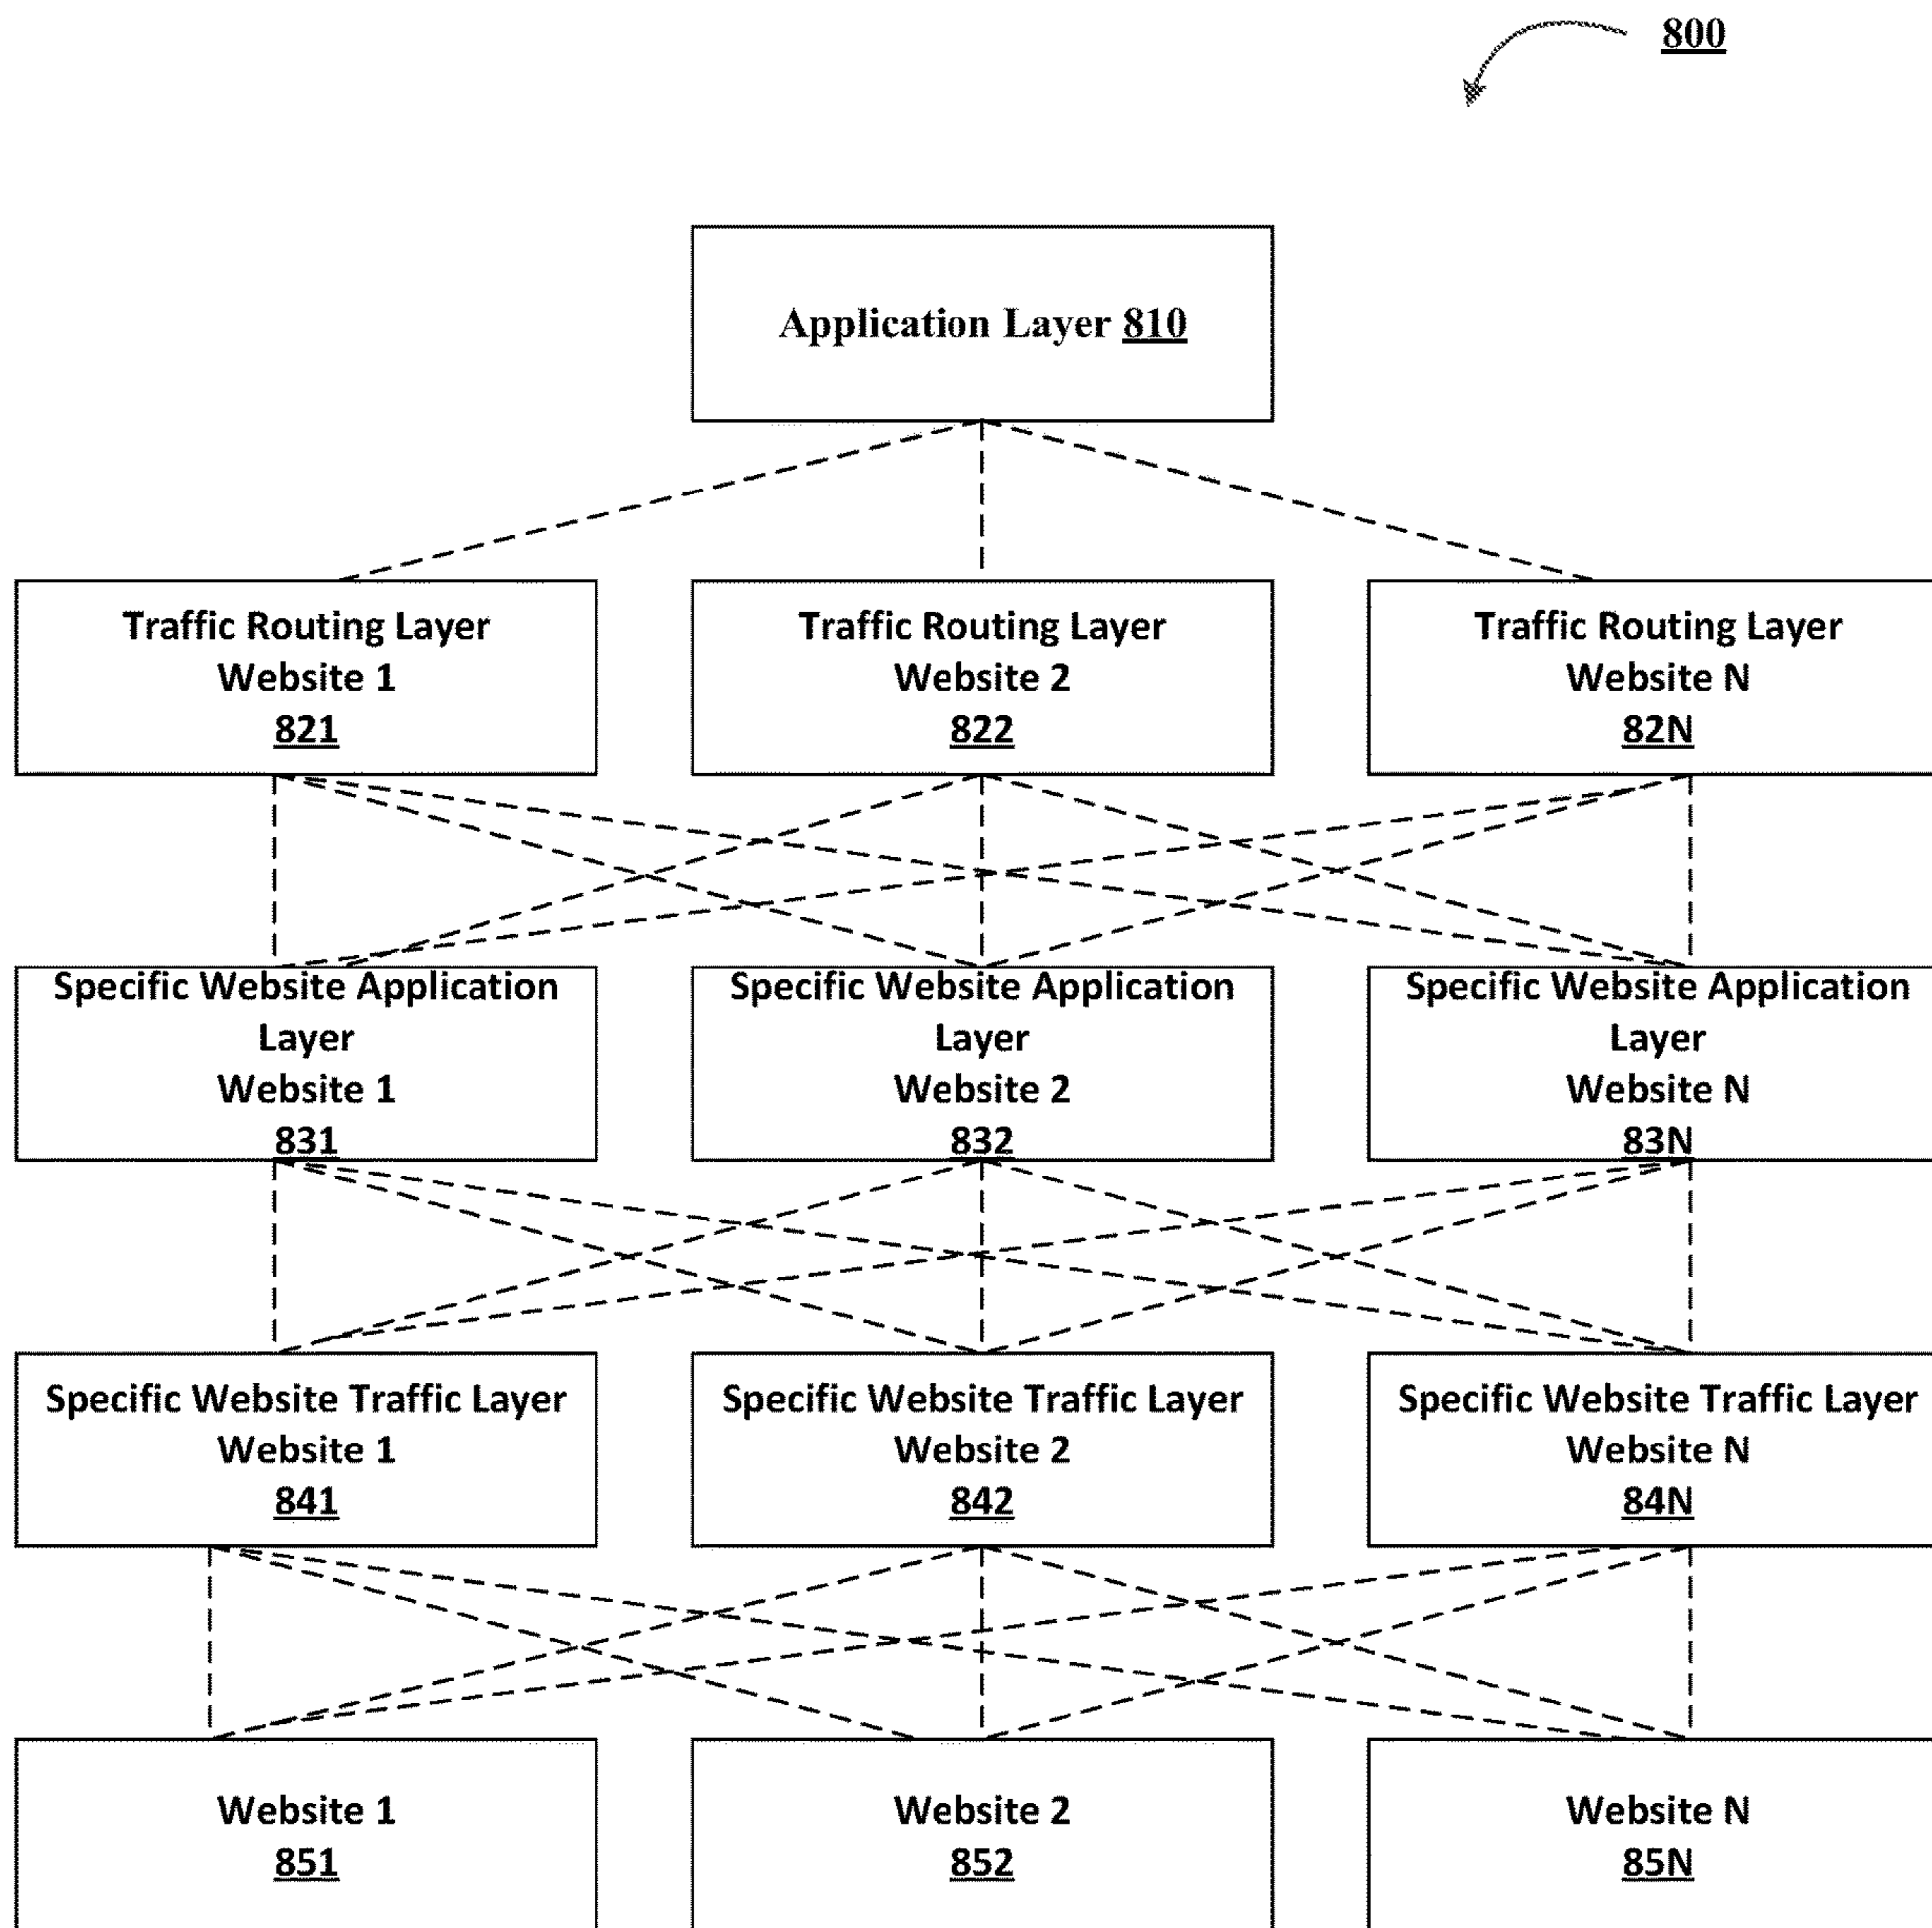 800
Application Layer 810
Traffic Routing Layer
Website 1
821
Traffic Routing Layer
Website 2
822
Traffic Routing Layer
Website N
82N
Specific Website Application
Layer
Website 1
831
Specific Website Application
Layer
Website 2
832
Specific Website Application
Layer
Website N
83N
Specific Website Traffic Layer
Website 1
841
Specific Website Traffic Layer
Website 2
842
Specific Website Traffic Layer
Website N
84N
Website 1
851
Website 2
852
Website N
85N